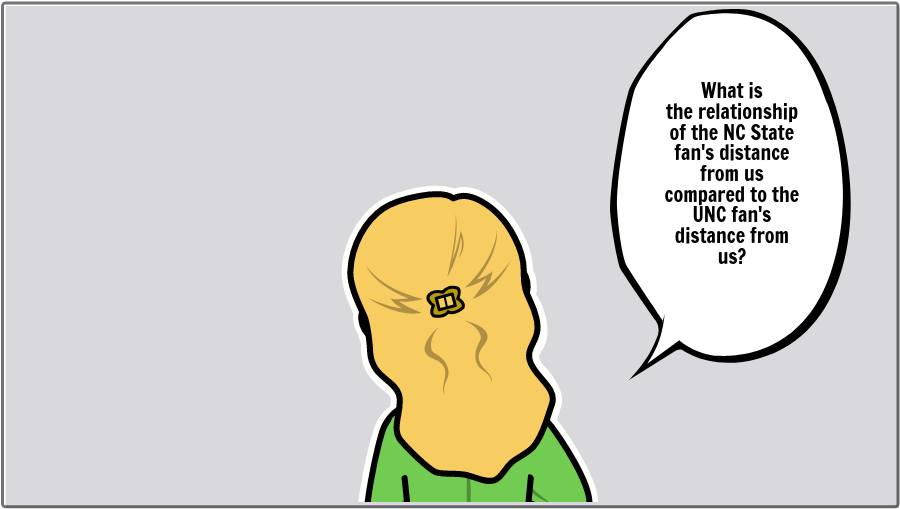 What is
the relationship
of the NC State
fan's distance
from us
compared to the
UNC fan's
distance from
us?